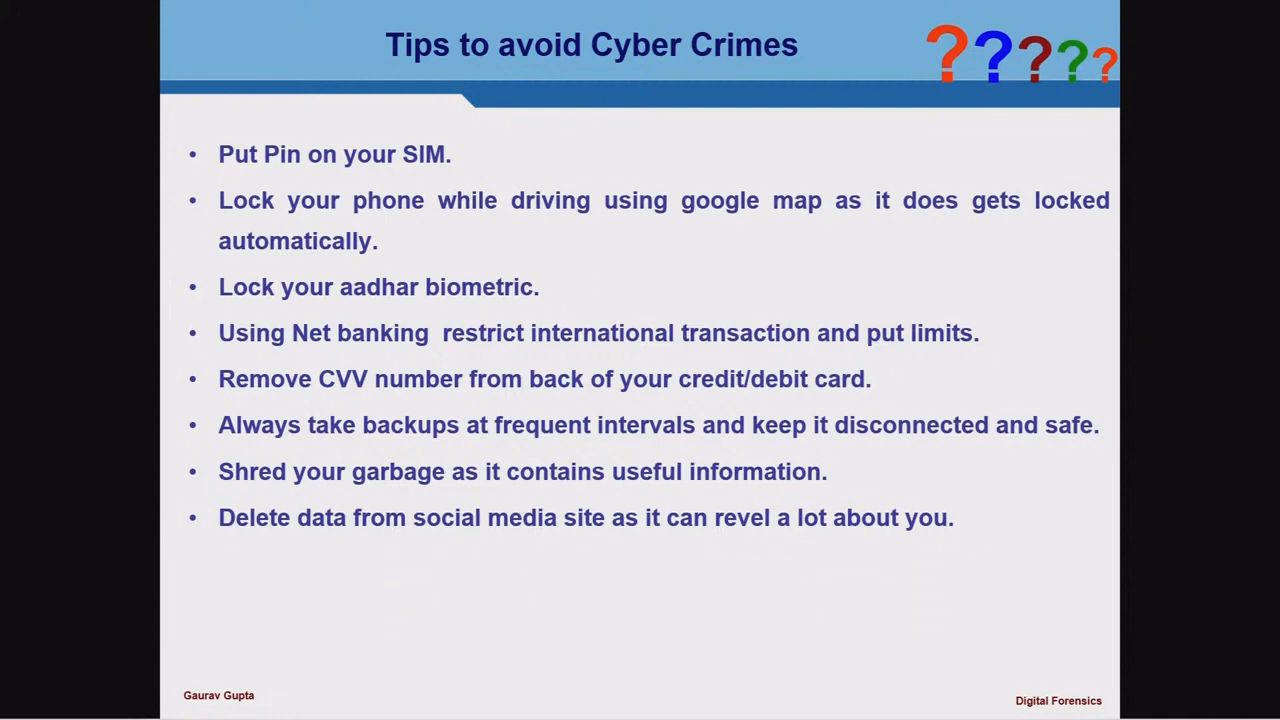 Tips to avoid Cyber Crimes
?????
• Put Pin on your SIM.
• Lock your phone while driving using google map as it does gets locked
automatically.
• Lock your aadhar biometric.
• Using Net banking restrict international transaction and put limits.
• Remove CVV number from back of your credit/debit card.
• Always take backups at frequent intervals and keep it disconnected and safe.
• Shred your garbage as it contains useful information.
• Delete data from social media site as it can revel a lot about you.
Gaurav Gupta
Digital Forensics